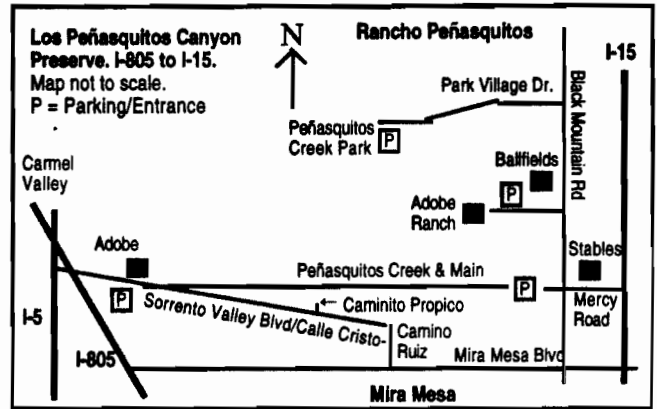 Los Peñasquitos Canyon
Preserve. I-805 to I-15.
Map not to scale.
P = Parking/Entrance
N
Rancho Peñasquitos
I-15
Park Village Dr.
Black Mountain Rd
Peñasquitos
Creek Park
P
Ballfields
P
Carmel
Valley
Adobe
Ranch
Adobe
Stables
Peñasquitos Creek & Main
P
P
Mercy
Road
Caminito Propico
Sorrento Valley Blvd/Calle Cristo-
I-5
Camino
Ruiz
I-805
Mira Mesa Blvd
Mira Mesa